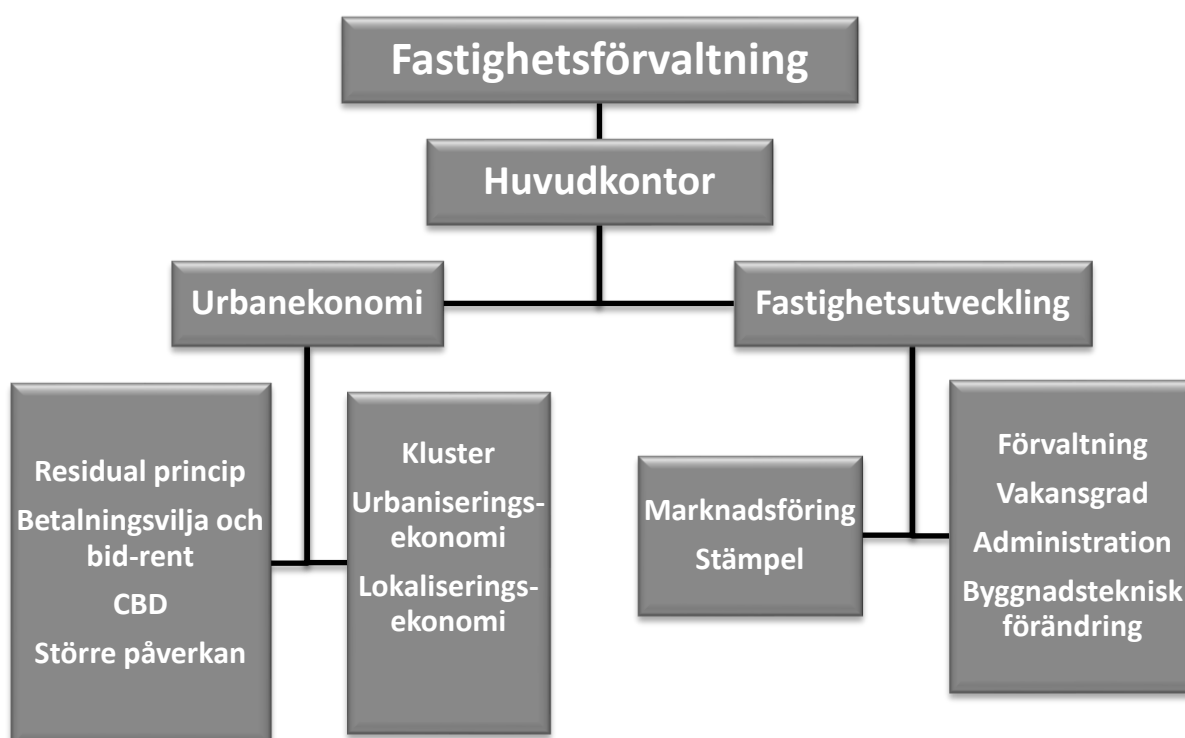 Fastighetsförvaltning
Huvudkontor
Urbanekonomi
Fastighetsutveckling
Residual princip
Betalningsvilja och
bid-rent
CBD
Större påverkan
Kluster
Urbaniserings-
ekonomi
Lokaliserings-
ekonomi
Marknadsföring
Stämpel
Förvaltning
Vakansgrad
Administration
Byggnadsteknisk
förändring